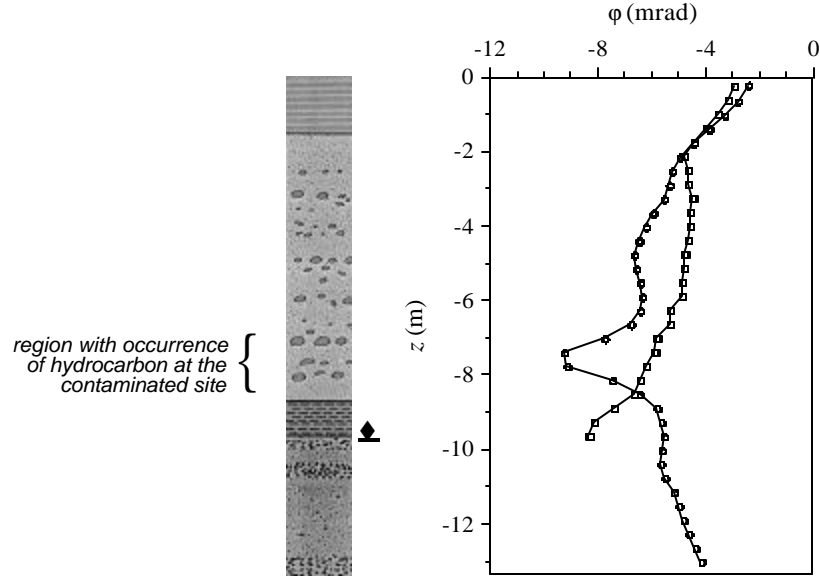 φ (mrad)
-12 -8 -4 0
0
-2
-4
-6
-8
-10
-12
z (m)
region with occurrence
of hydrocarbon at the
contaminated site